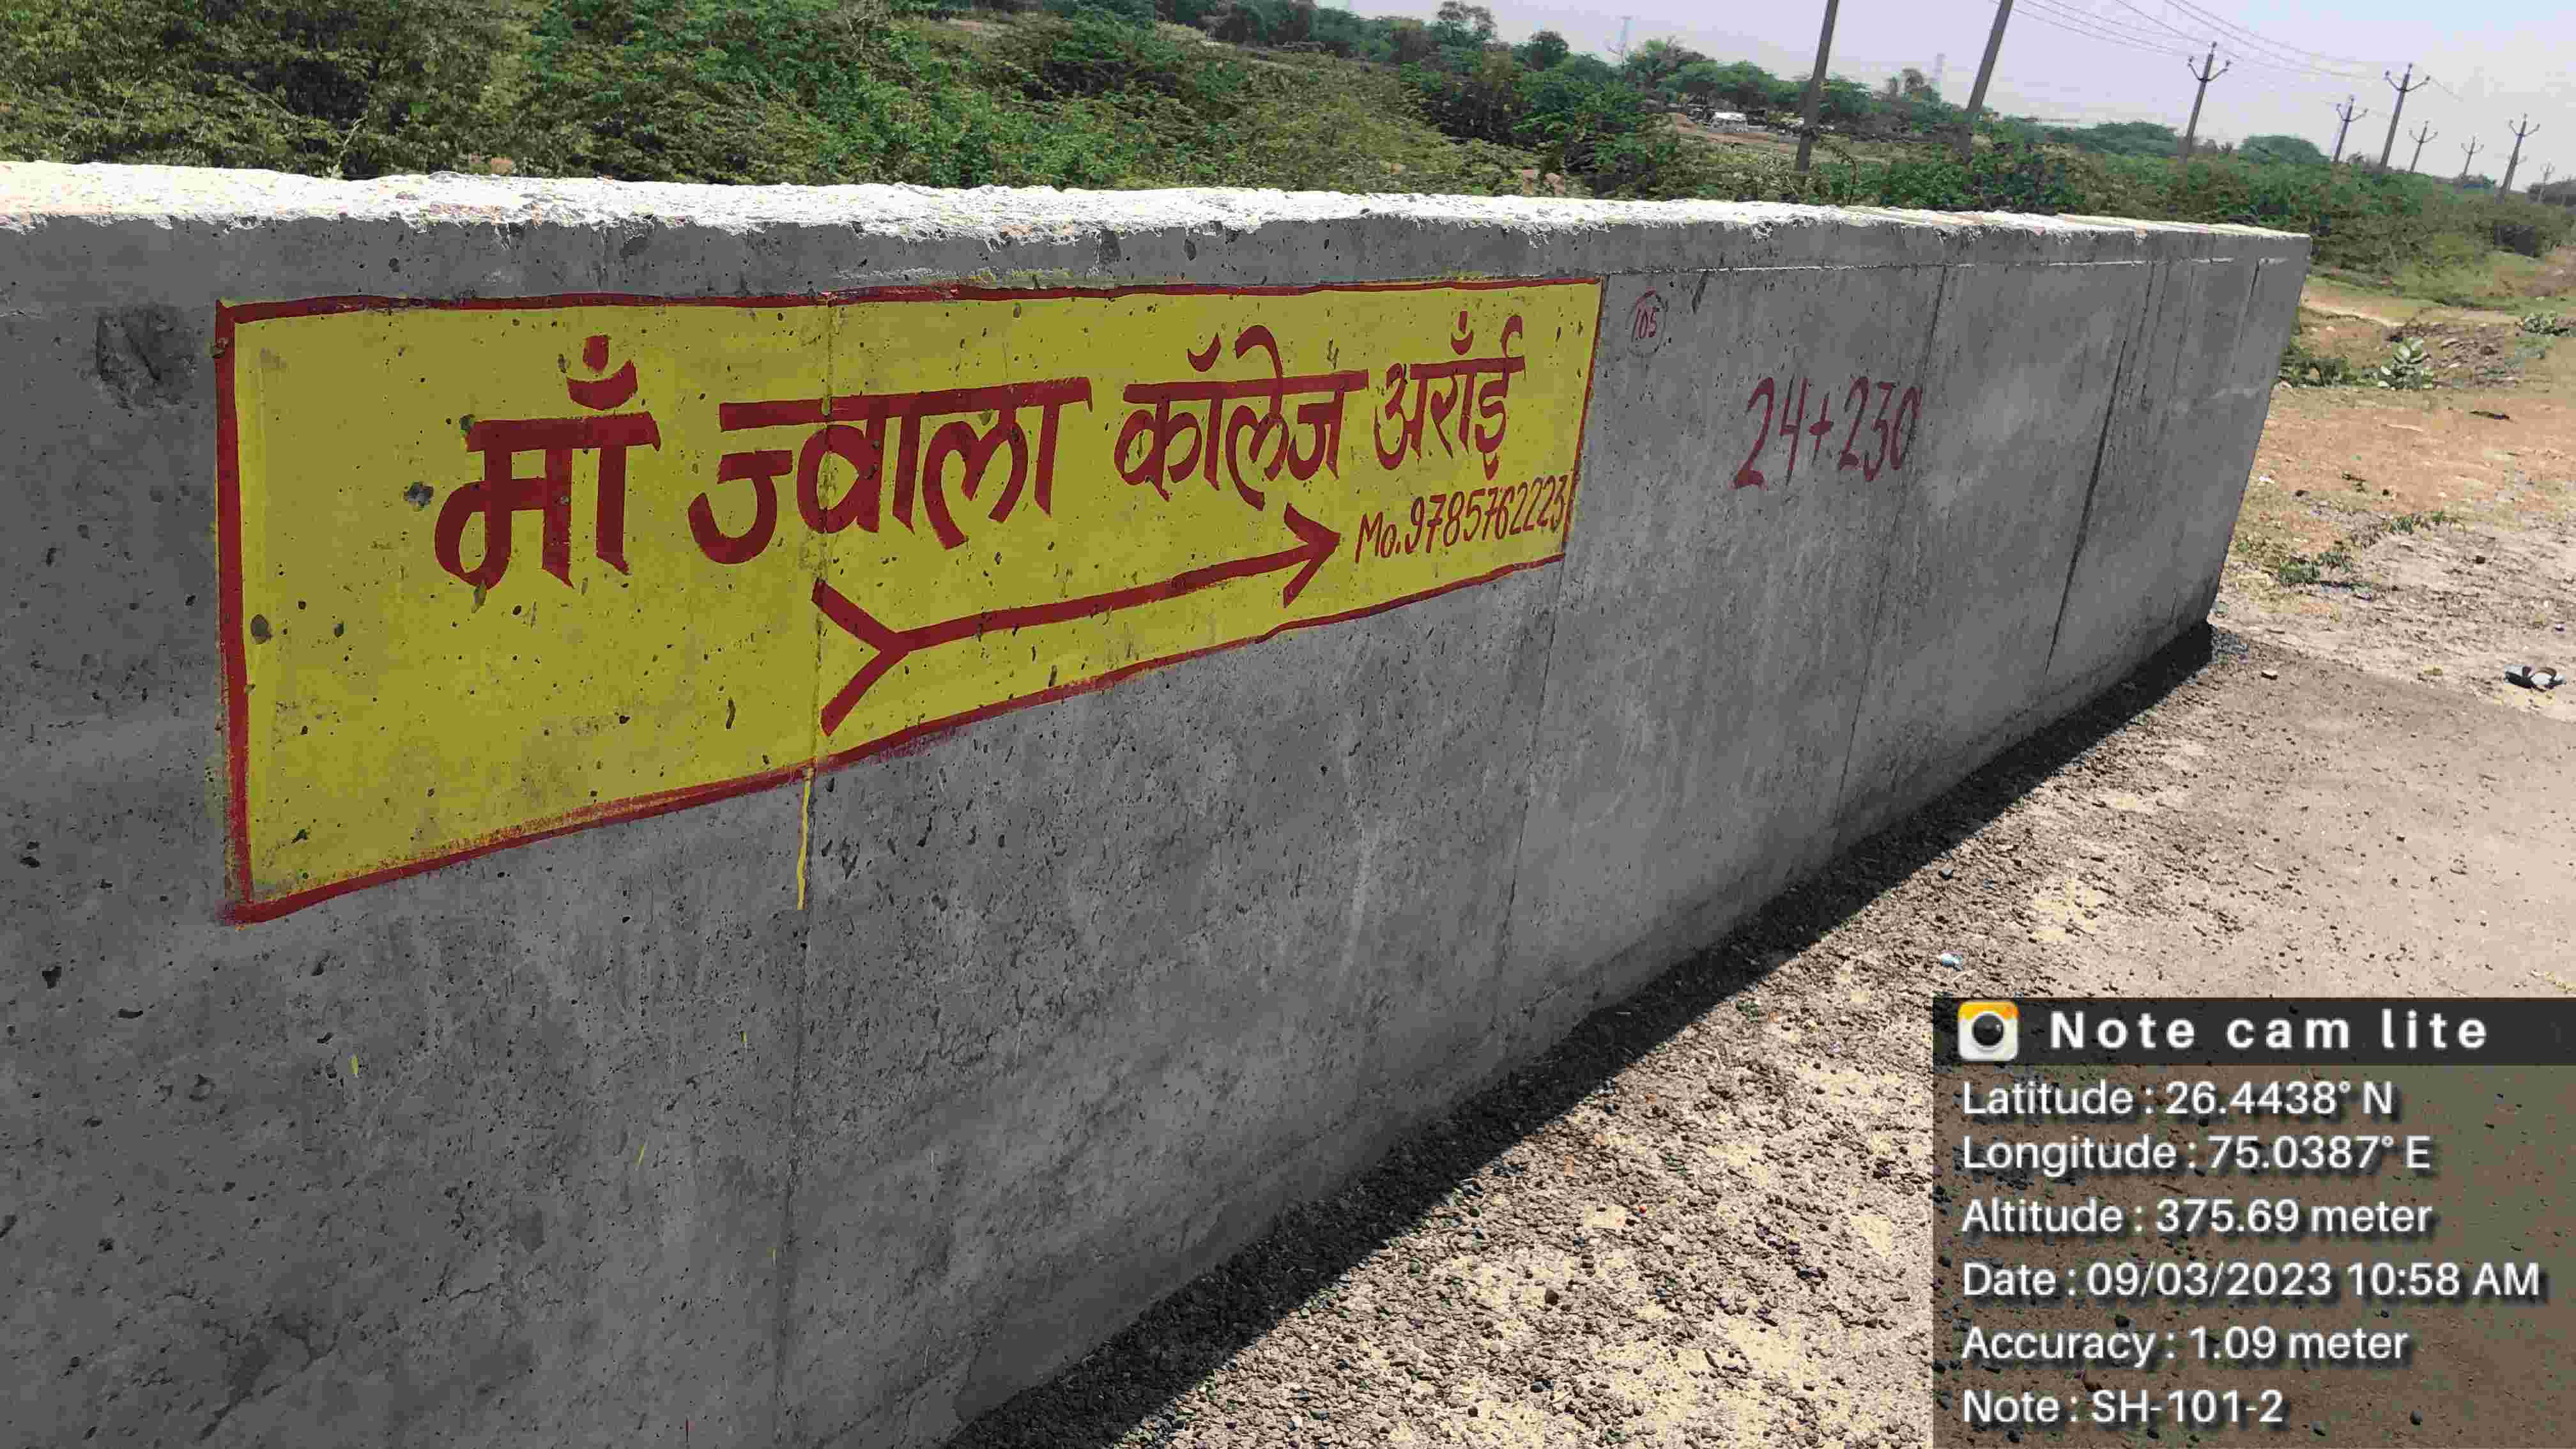 माँ ज्वाला कॉलेज अराँई
Mo.9785762223
105
24+230
Note cam lite
Latitude : 26.4438° N
Longitude : 75.0387° E
Altitude : 375.69 meter
Date : 09/03/2023 10:58 AM
Accuracy : 1.09 meter
Note : SH-101-2